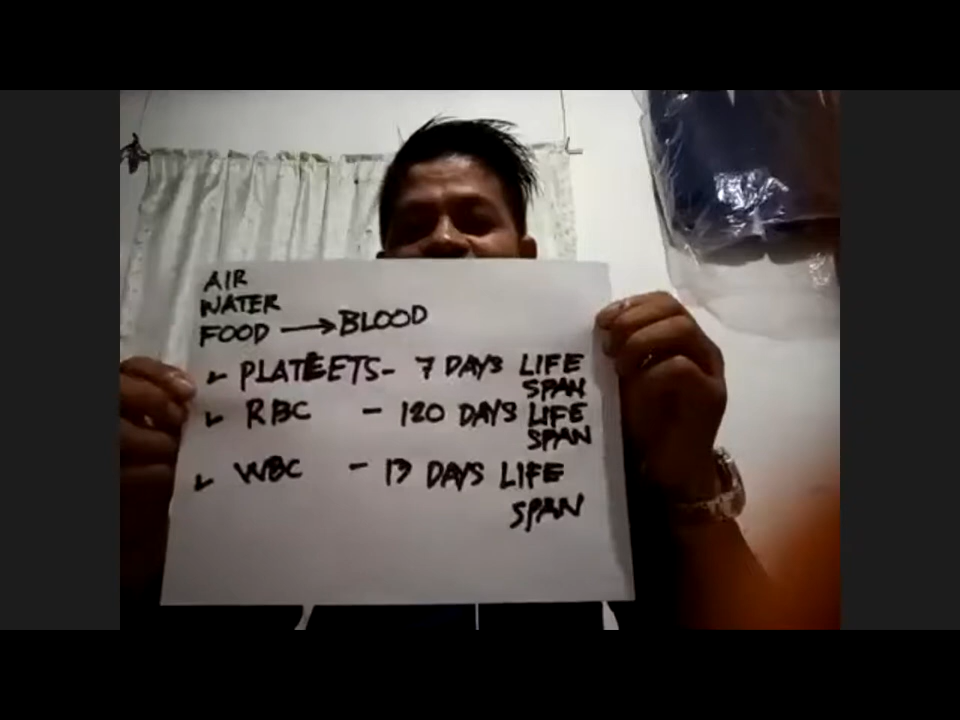 AIR
WATER
FOOD → BLOOD
✓ PLATEETS - 7 DAYS LIFE
SPAN
✓ RBC - 120 DAYS LIFE
SPAN
✓ WBC - 13 DAYS LIFE
SPAN